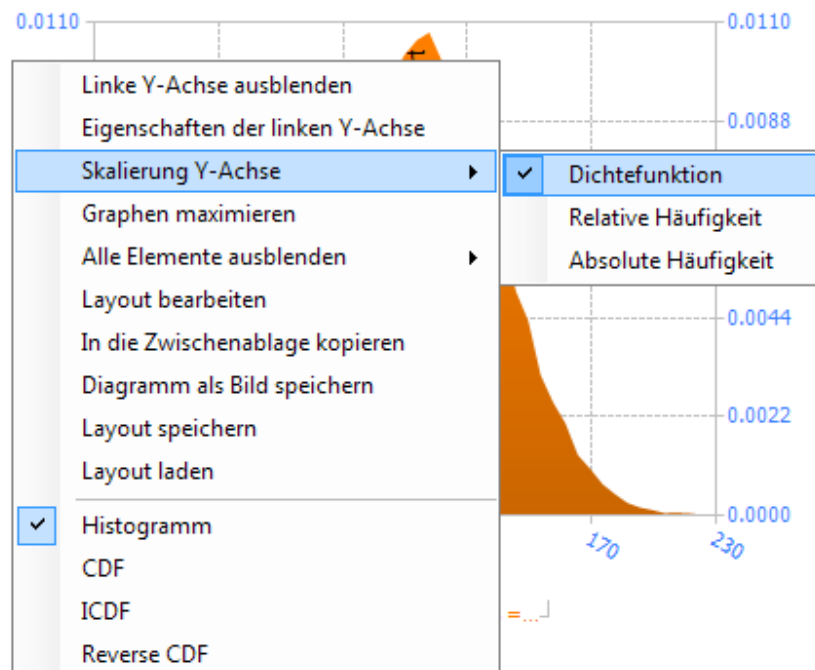 0.0110
0.0110
t
Linke Y-Achse ausblenden
Eigenschaften der linken Y-Achse
0.0088
Skalierung Y-Achse
Dichtefunktion
Graphen maximieren
Relative Häufigkeit
Alle Elemente ausblenden
Absolute Häufigkeit
Layout bearbeiten
0.0044
In die Zwischenablage kopieren
Diagramm als Bild speichern
0.0022
Layout speichern
Layout laden
0.0000
Histogramm
170
230
CDF
ICDF
=...
Reverse CDF